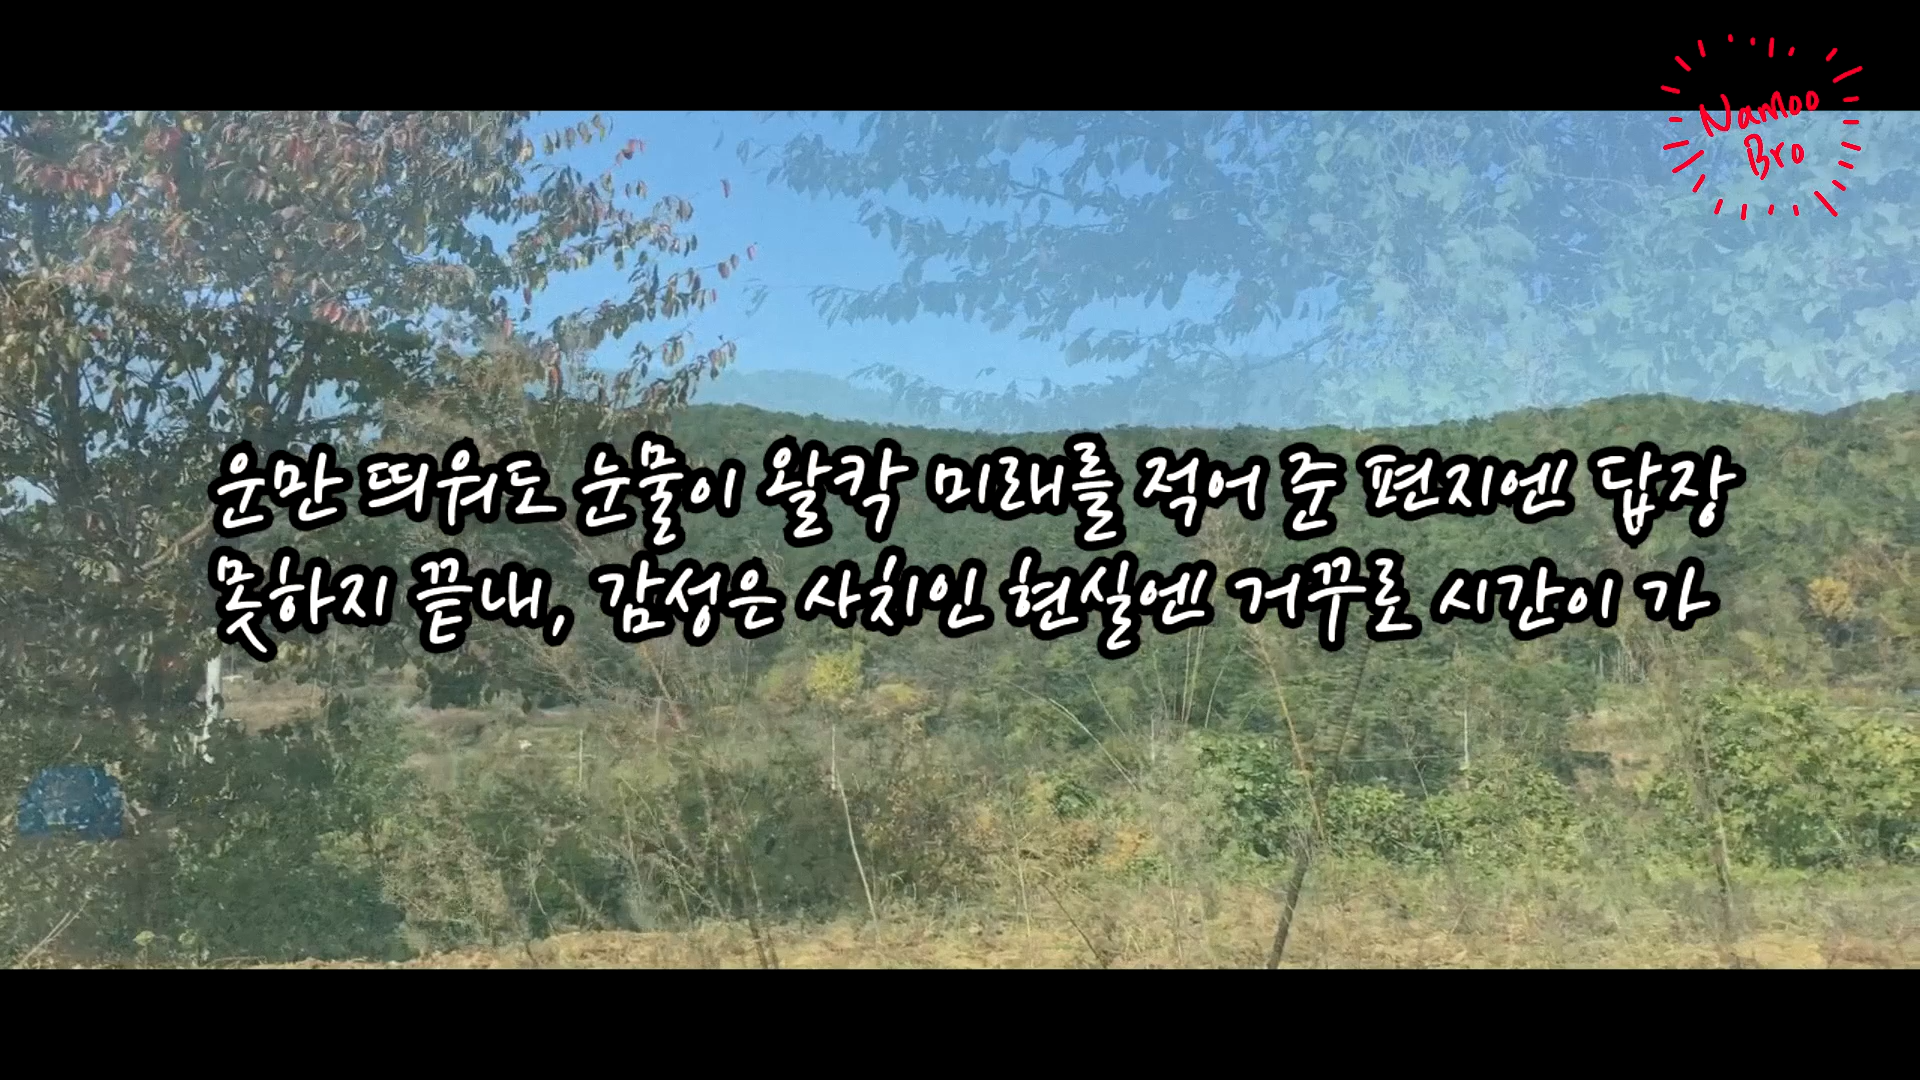 Namoo
Bro
운만 띄워도 눈물이 왈칵 미래를 적어 준 편지엔 답장
못하지 끝내, 감성은 사치인 현실엔 거꾸로 시간이 가